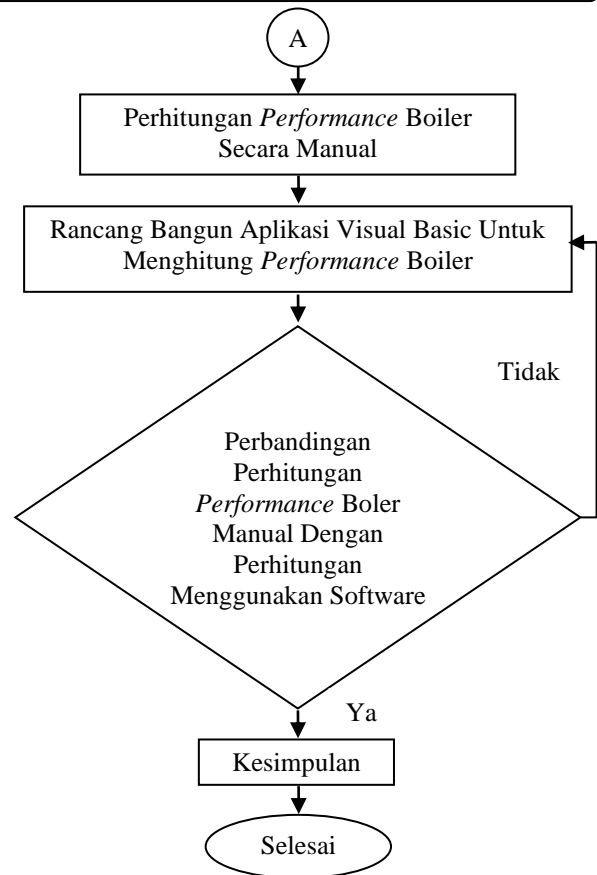 A
Perhitungan Performance Boiler
Secara Manual
Rancang Bangun Aplikasi Visual Basic Untuk
Menghitung Performance Boiler
Tidak
Perbandingan
Perhitungan
Performance Boler
Manual Dengan
Perhitungan
Menggunakan Software
Ya
Kesimpulan
Selesai